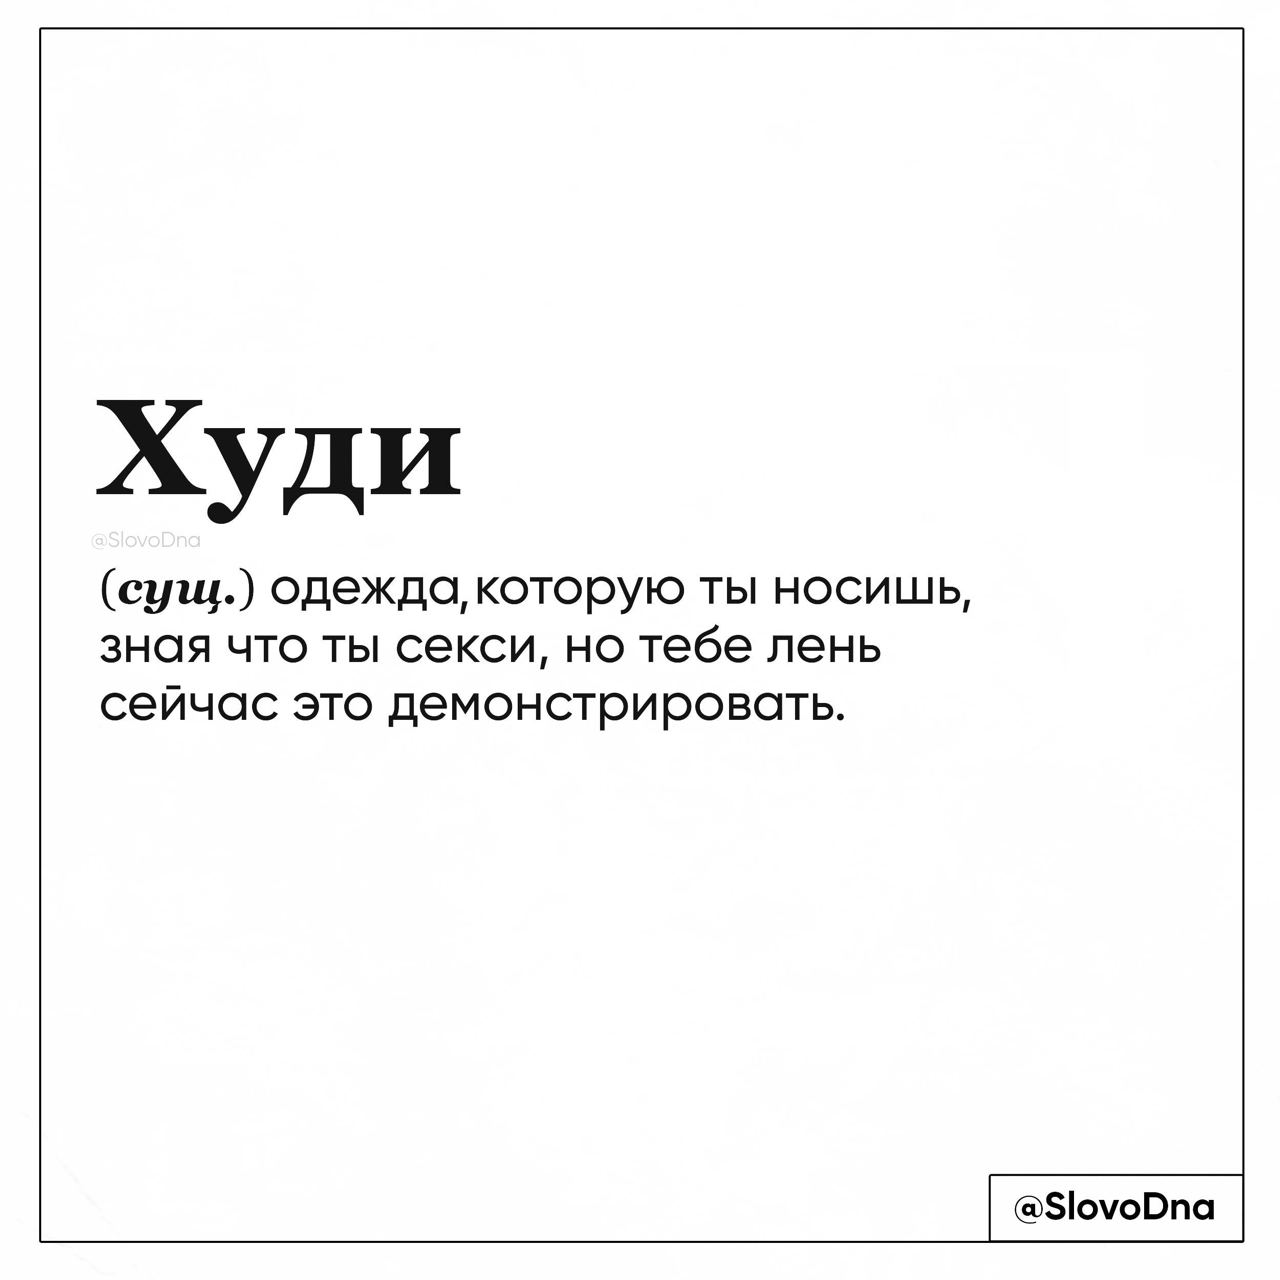 Худи
@SlovoDna
(сущ.) одежда,которую ты носишь,
зная что ты секси, но тебе лень
сейчас это демонстрировать.
@SlovoDna